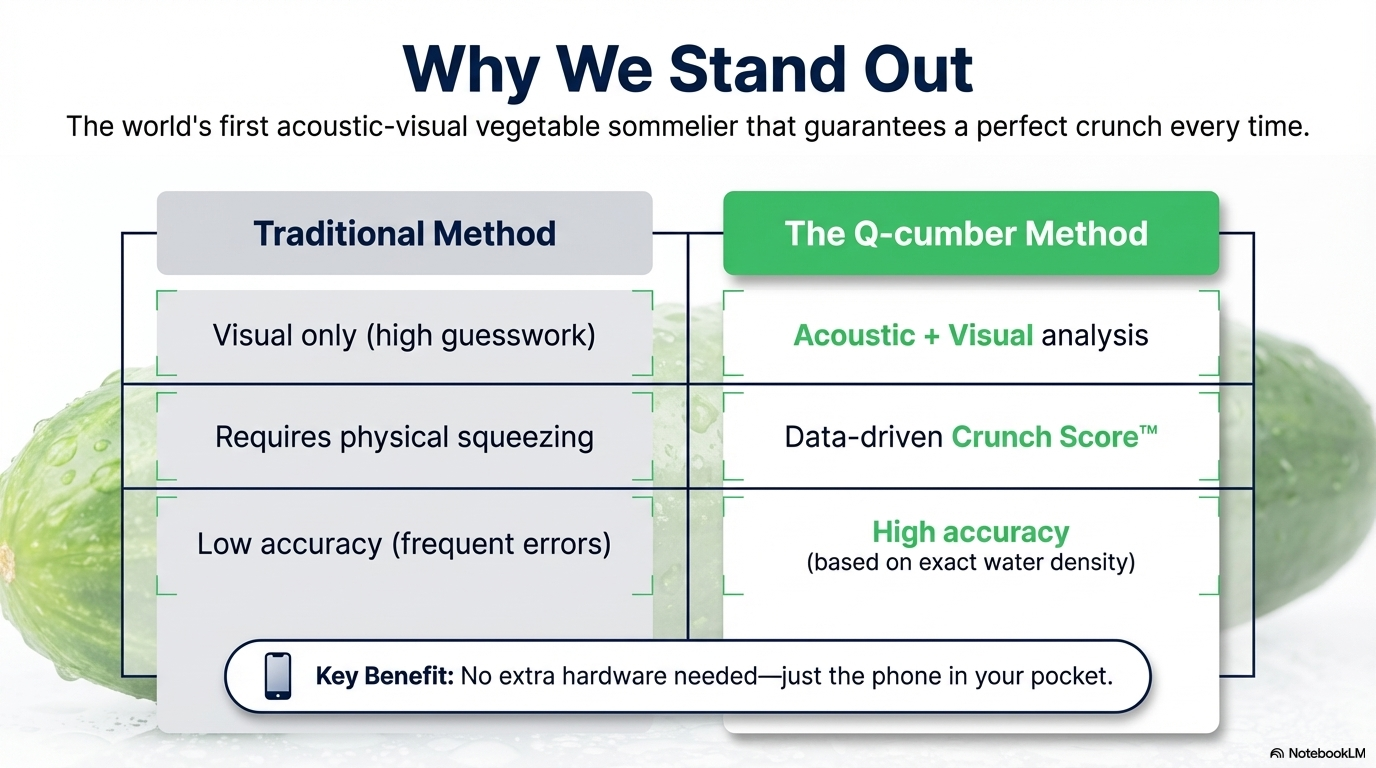 Why We Stand Out
The world's first acoustic-visual vegetable sommelier that guarantees a perfect crunch every time.
Traditional Method
The Q-cumber Method
Visual only (high guesswork)
Acoustic + Visual analysis
Requires physical squeezing
Data-driven Crunch Score™
Low accuracy (frequent errors)
High accuracy
(based on exact water density)
Key Benefit: No extra hardware needed—just the phone in your pocket.
NotebookLM